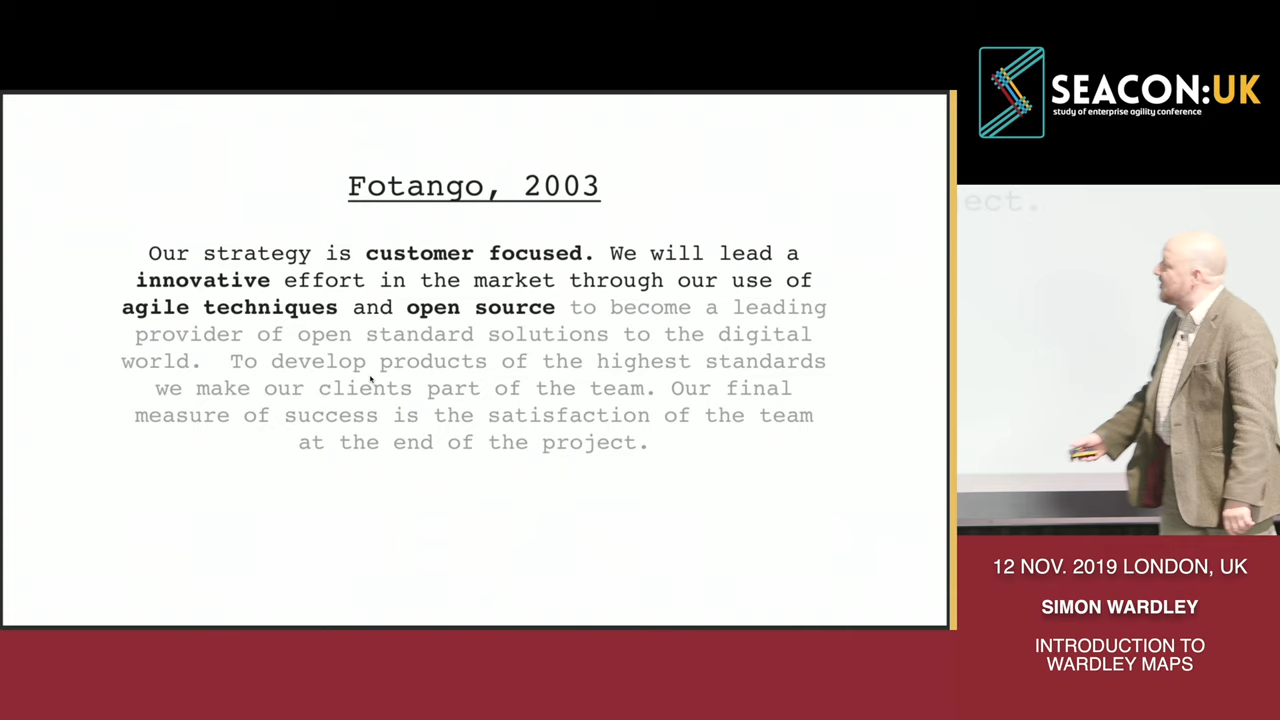 Fotango, 2003
Our strategy is customer focused. We will lead a
innovative effort in the market through our use of
agile techniques and open source to become a leading
provider of open standard solutions to the digital
world. To develop products of the highest standards
we make our clients part of the team. Our final
measure of success is the satisfaction of the team
at the end of the project.
SEACON:UK
study of enterprise agility conference
ect.
12 NOV. 2019 LONDON, UK
SIMON WARDLEY
INTRODUCTION TO
WARDLEY MAPS